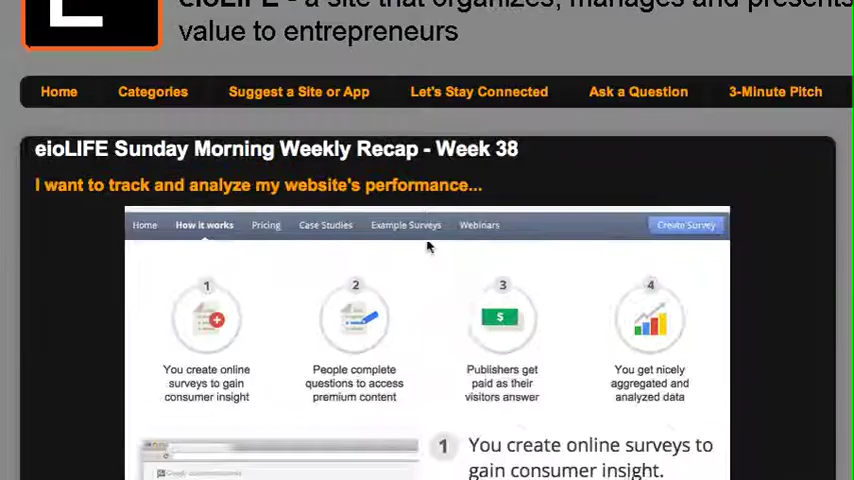 eioLIFE - a site that organizes, manages and presents
value to entrepreneurs
Home Categories Suggest a Site or App Let's Stay Connected Ask a Question 3-Minute Pitch
eioLIFE Sunday Morning Weekly Recap - Week 38
I want to track and analyze my website's performance...
Home How it works Pricing Case Studies Example Surveys Webinars Create Survey
1 2 3 4
You create online surveys to gain consumer insight
People complete questions to access premium content
Publishers get paid as their visitors answer
You get nicely aggregated and analyzed data
1 You create online surveys to
gain consumer insight.